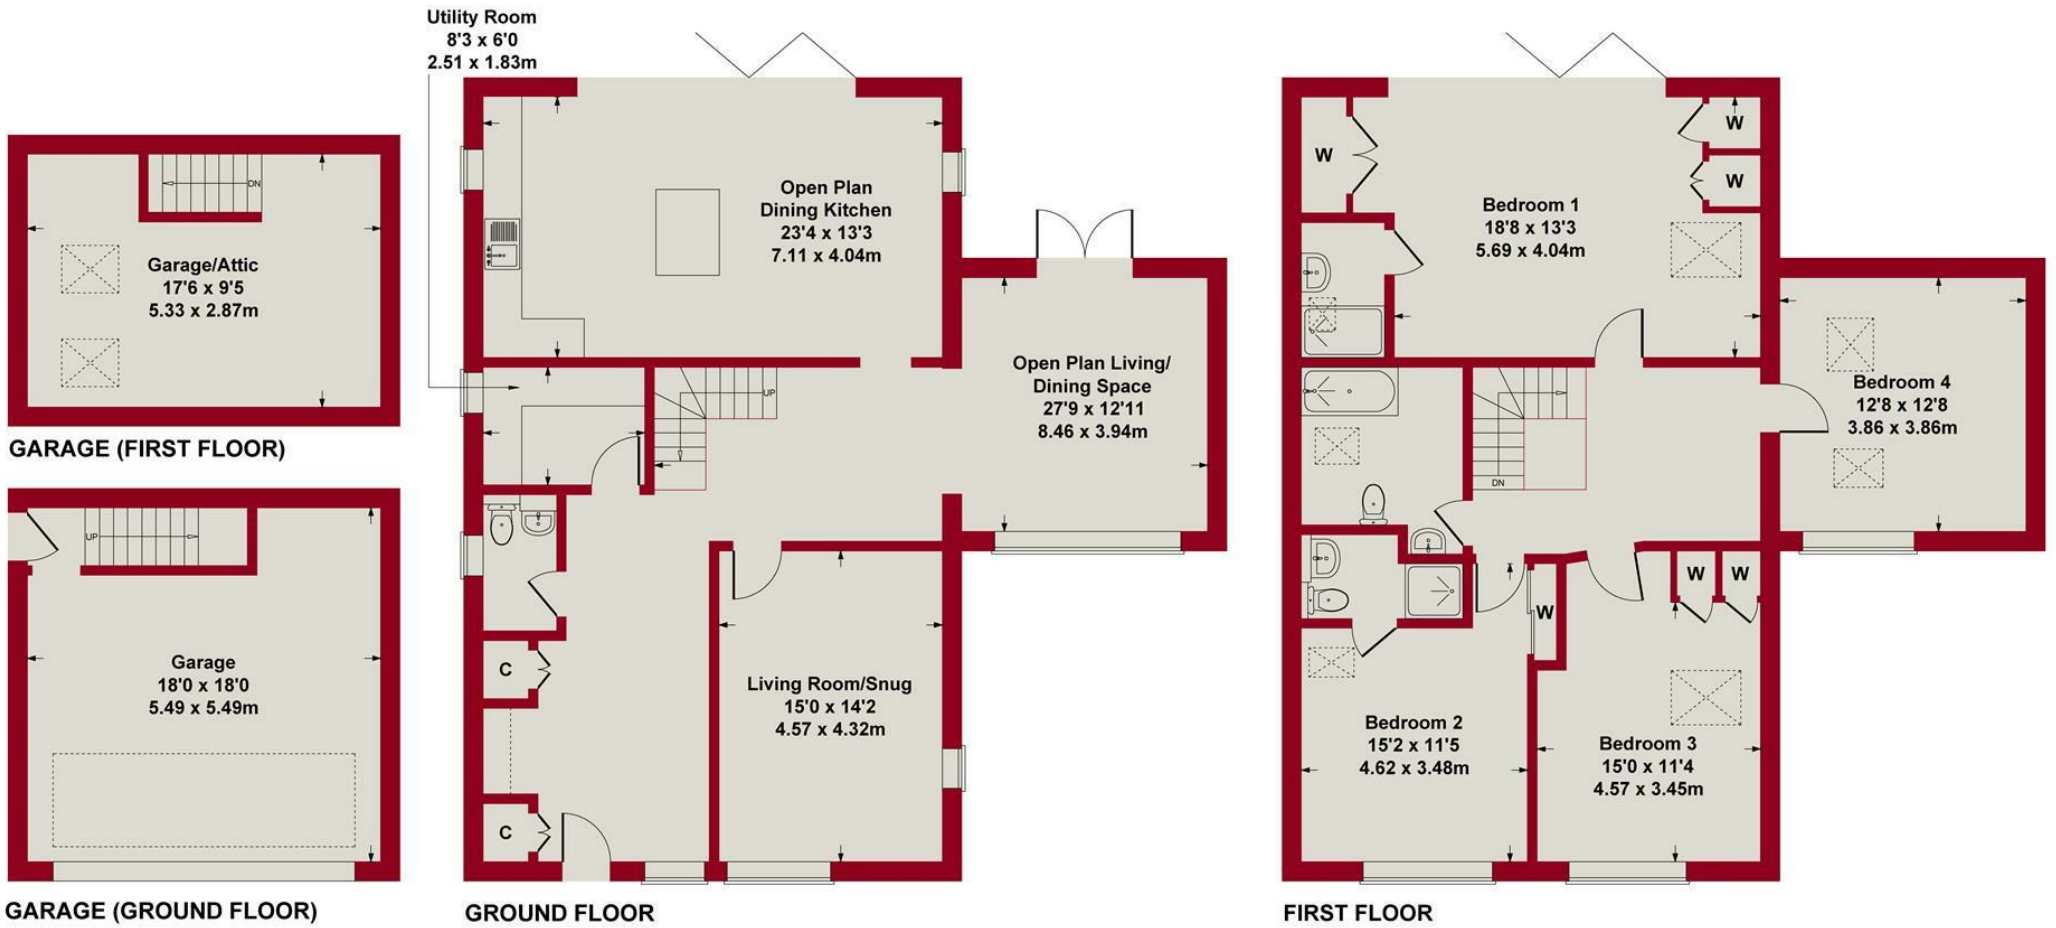 Utility Room
8'3 x 6'0
2.51 x 1.83m
DN
Garage/Attic
17'6 x 9'5
5.33 x 2.87m
GARAGE (FIRST FLOOR)
UP
Garage
18'0 x 18'0
5.49 x 5.49m
GARAGE (GROUND FLOOR)
Open Plan
Dining Kitchen
23'4 x 13'3
7.11 x 4.04m
Open Plan Living/
Dining Space
27'9 x 12'11
8.46 x 3.94m
UP
C
C
Living Room/Snug
15'0 x 14'2
4.57 x 4.32m
GROUND FLOOR
W
W
W
Bedroom 1
18'8 x 13'3
5.69 x 4.04m
Bedroom 4
12'8 x 12'8
3.86 x 3.86m
DN
W
W
W
Bedroom 2
15'2 x 11'5
4.62 x 3.48m
Bedroom 3
15'0 x 11'4
4.57 x 3.45m
FIRST FLOOR